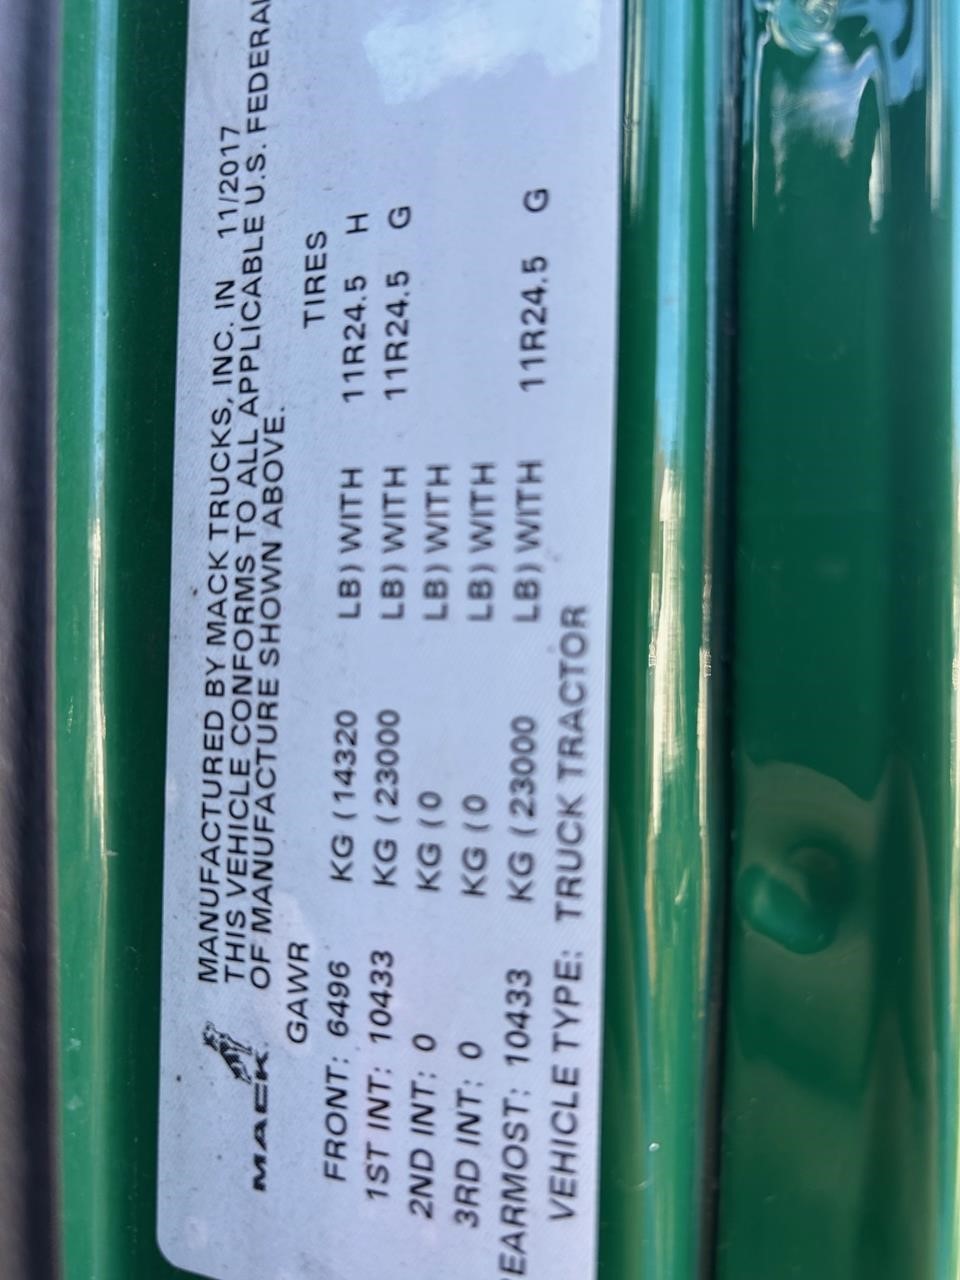 MACK
MANUFACTURED BY MACK TRUCKS, INC. IN 11/2017
THIS VEHICLE CONFORMS TO ALL APPLICABLE U.S. FEDERA
OF MANUFACTURE SHOWN ABOVE.
GAWR TIRES
FRONT: 6496 KG (14320 LB) WITH 11R24.5 H
1ST INT: 10433 KG (23000 LB) WITH 11R24.5 G
2ND INT: 0 KG (0 LB) WITH
3RD INT: 0 KG (0 LB) WITH
EARMOST: 10433 KG (23000 LB) WITH 11R24.5 G
VEHICLE TYPE: TRUCK TRACTOR